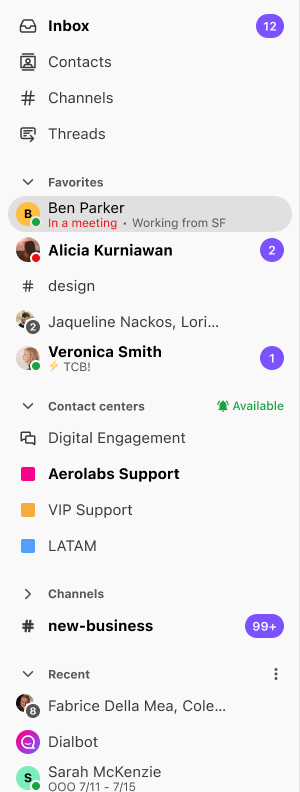 Inbox
12
Contacts
Channels
Threads
Favorites
B
Ben Parker
In a meeting • Working from SF
Alicia Kurniawan
2
# design
2
Jaqueline Nackos, Lori...
Veronica Smith
1
⚡ TCB!
Contact centers
Available
Digital Engagement
Aerolabs Support
VIP Support
LATAM
Channels
# new-business
99+
Recent
8
Fabrice Della Mea, Cole...
Dialbot
S
Sarah McKenzie
OOO 7/11 - 7/15